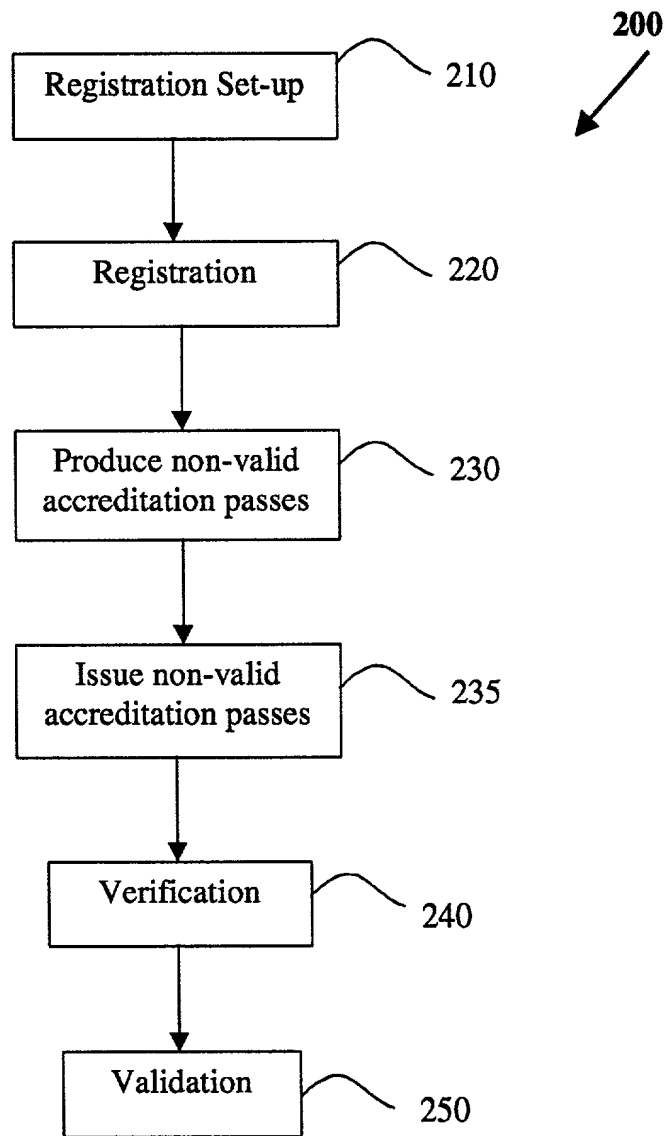 200
Registration Set-up
210
Registration
220
Produce non-valid
accreditation passes
230
Issue non-valid
accreditation passes
235
Verification
240
Validation
250